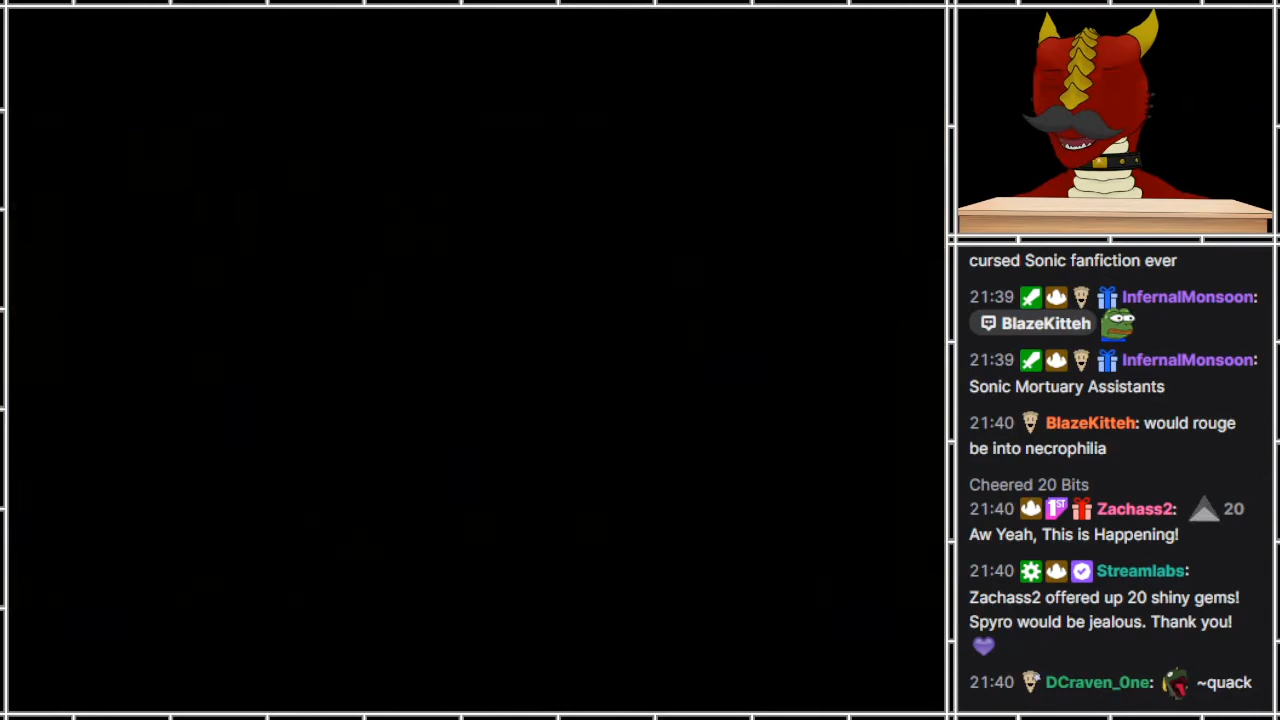 cursed Sonic fanfiction ever
21:39 InfernalMonsoon:
BlazeKitteh
21:39 InfernalMonsoon:
Sonic Mortuary Assistants
21:40 BlazeKitteh: would rouge
be into necrophilia
Cheered 20 Bits
21:40 1ST Zachass2: 20
Aw Yeah, This is Happening!
21:40 Streamlabs:
Zachass2 offered up 20 shiny gems!
Spyro would be jealous. Thank you!
21:40 DCraven_One: ~quack